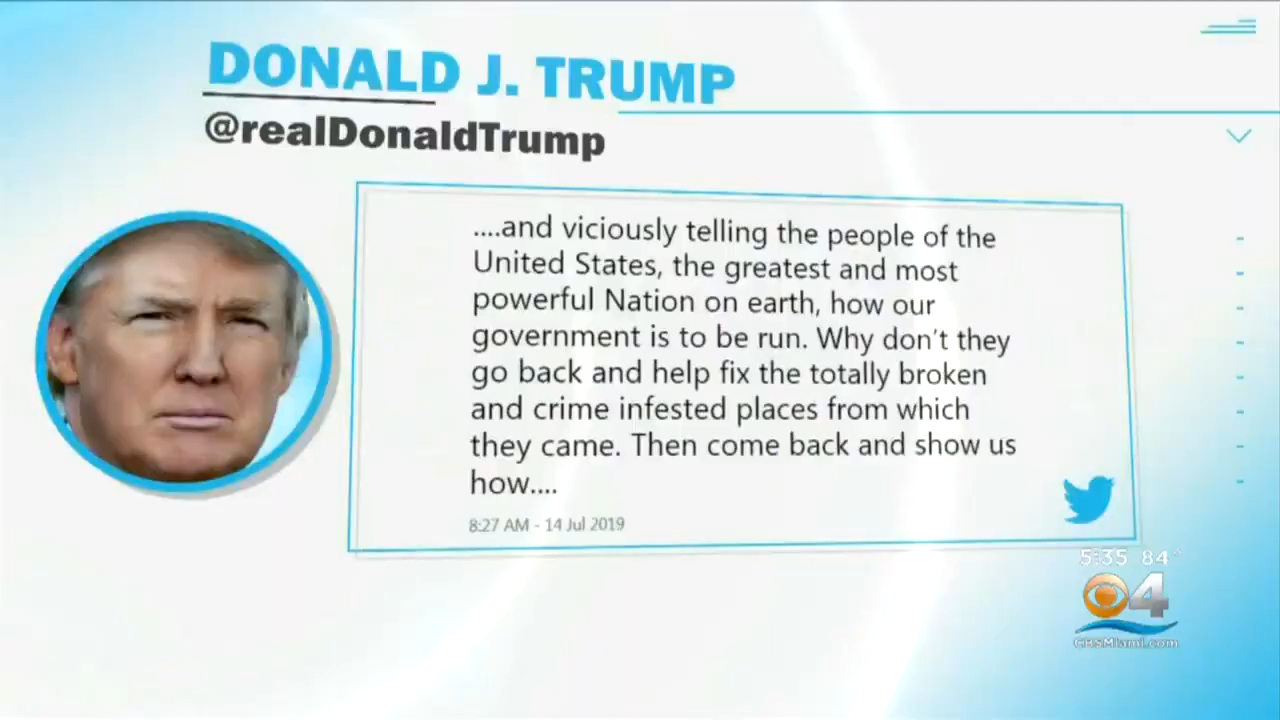 DONALD J. TRUMP
@realDonaldTrump
....and viciously telling the people of the
United States, the greatest and most
powerful Nation on earth, how our
government is to be run. Why don't they
go back and help fix the totally broken
and crime infested places from which
they came. Then come back and show us
how....
8:27 AM - 14 Jul 2019
5:35 84°
4
CBSMiami.com